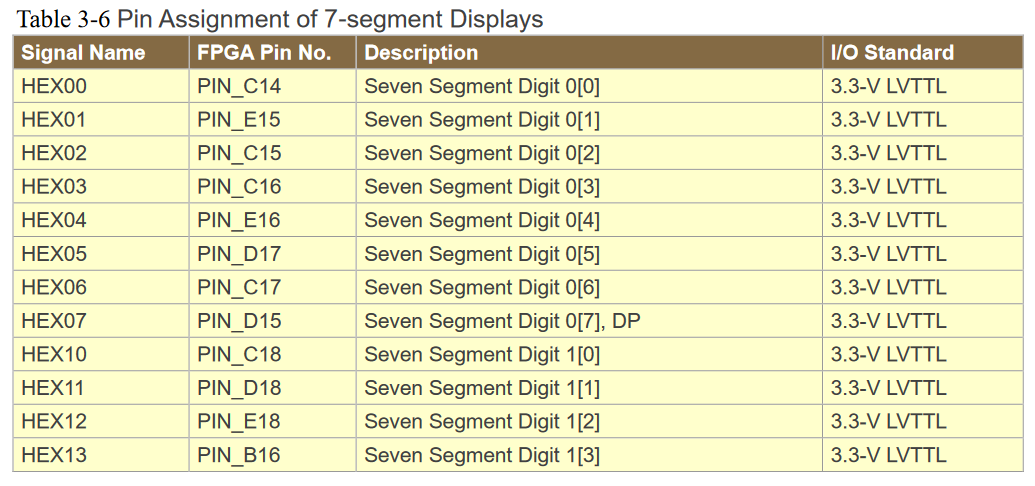 Table 3-6 Pin Assignment of 7-segment Displays
Signal Name FPGA Pin No. Description I/O Standard
HEX00 PIN_C14 Seven Segment Digit 0[0] 3.3-V LVTTL
HEX01 PIN_E15 Seven Segment Digit 0[1] 3.3-V LVTTL
HEX02 PIN_C15 Seven Segment Digit 0[2] 3.3-V LVTTL
HEX03 PIN_C16 Seven Segment Digit 0[3] 3.3-V LVTTL
HEX04 PIN_E16 Seven Segment Digit 0[4] 3.3-V LVTTL
HEX05 PIN_D17 Seven Segment Digit 0[5] 3.3-V LVTTL
HEX06 PIN_C17 Seven Segment Digit 0[6] 3.3-V LVTTL
HEX07 PIN_D15 Seven Segment Digit 0[7], DP 3.3-V LVTTL
HEX10 PIN_C18 Seven Segment Digit 1[0] 3.3-V LVTTL
HEX11 PIN_D18 Seven Segment Digit 1[1] 3.3-V LVTTL
HEX12 PIN_E18 Seven Segment Digit 1[2] 3.3-V LVTTL
HEX13 PIN_B16 Seven Segment Digit 1[3] 3.3-V LVTTL